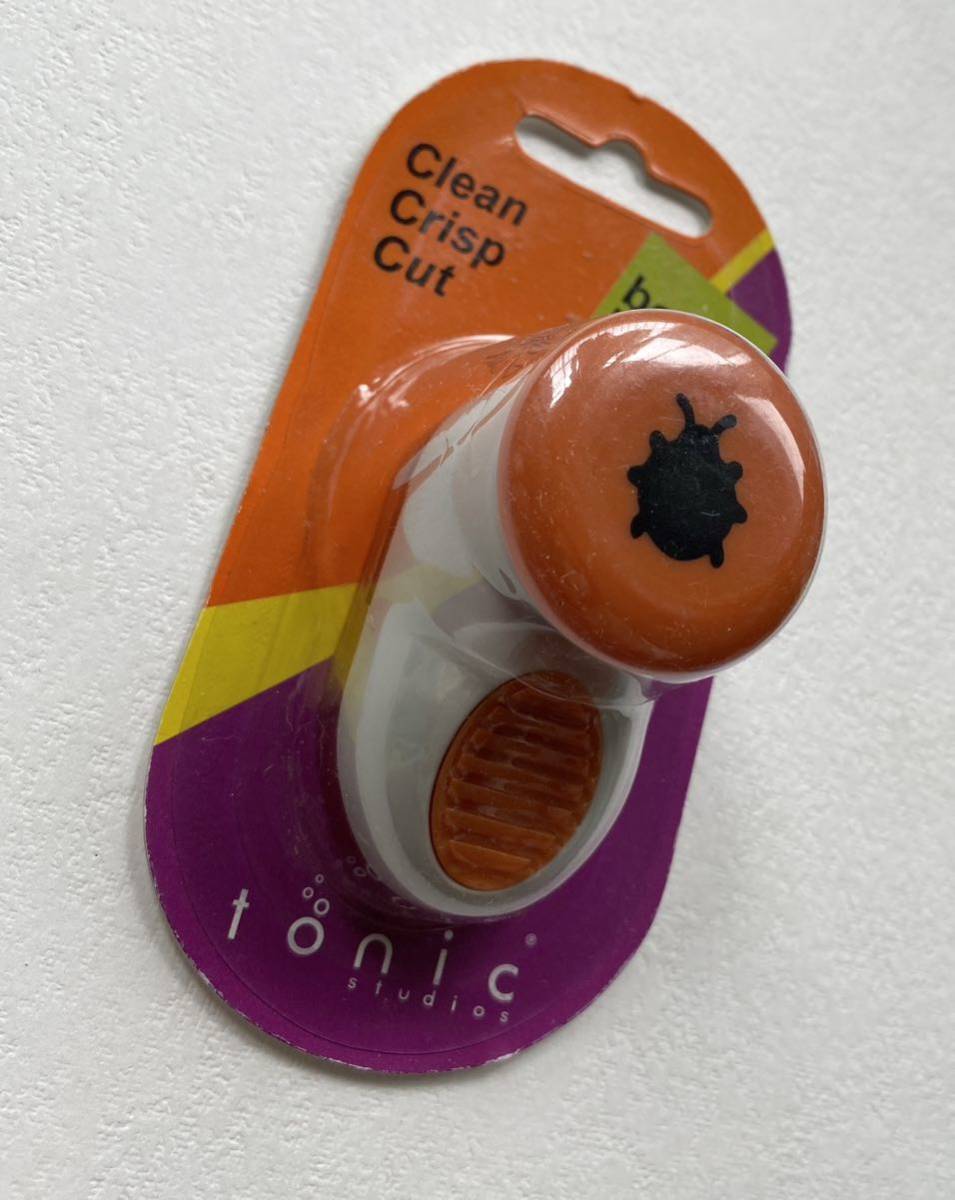 Clean
Crisp
Cut
tonic®
studios